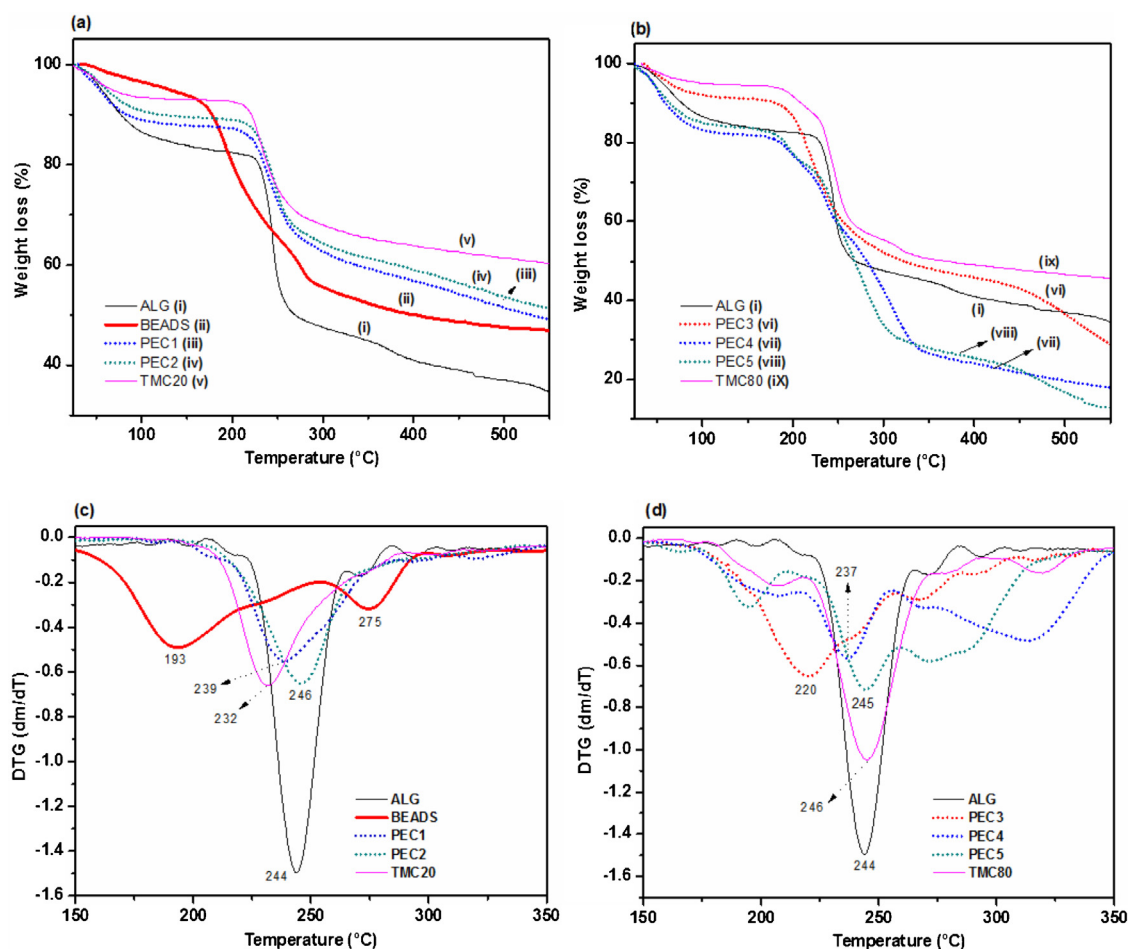 (a)
Weight loss (%)
100
80
60
40
ALG (i)
BEADS (ii)
PEC1 (iii)
PEC2 (iv)
TMC20 (v)
(v)
(iii)
(iv)
(ii)
(i)
100 200 300 400 500
Temperature (°C)
(b)
Weight loss (%)
100
80
60
40
20
ALG (i)
PEC3 (vi)
PEC4 (vii)
PEC5 (viii)
TMC80 (iX)
(ix)
(vi)
(i)
(viii)
(vii)
100 200 300 400 500
Temperature (°C)
(c)
DTG (dm/dT)
0.0
-0.2
-0.4
-0.6
-0.8
-1.0
-1.2
-1.4
-1.6
193
275
239
246
232
244
ALG
BEADS
PEC1
PEC2
TMC20
150 200 250 300 350
Temperature (°C)
(d)
DTG (dm/dT)
0.0
-0.2
-0.4
-0.6
-0.8
-1.0
-1.2
-1.4
-1.6
237
220
245
246
244
ALG
PEC3
PEC4
PEC5
TMC80
150 200 250 300 350
Temperature (°C)